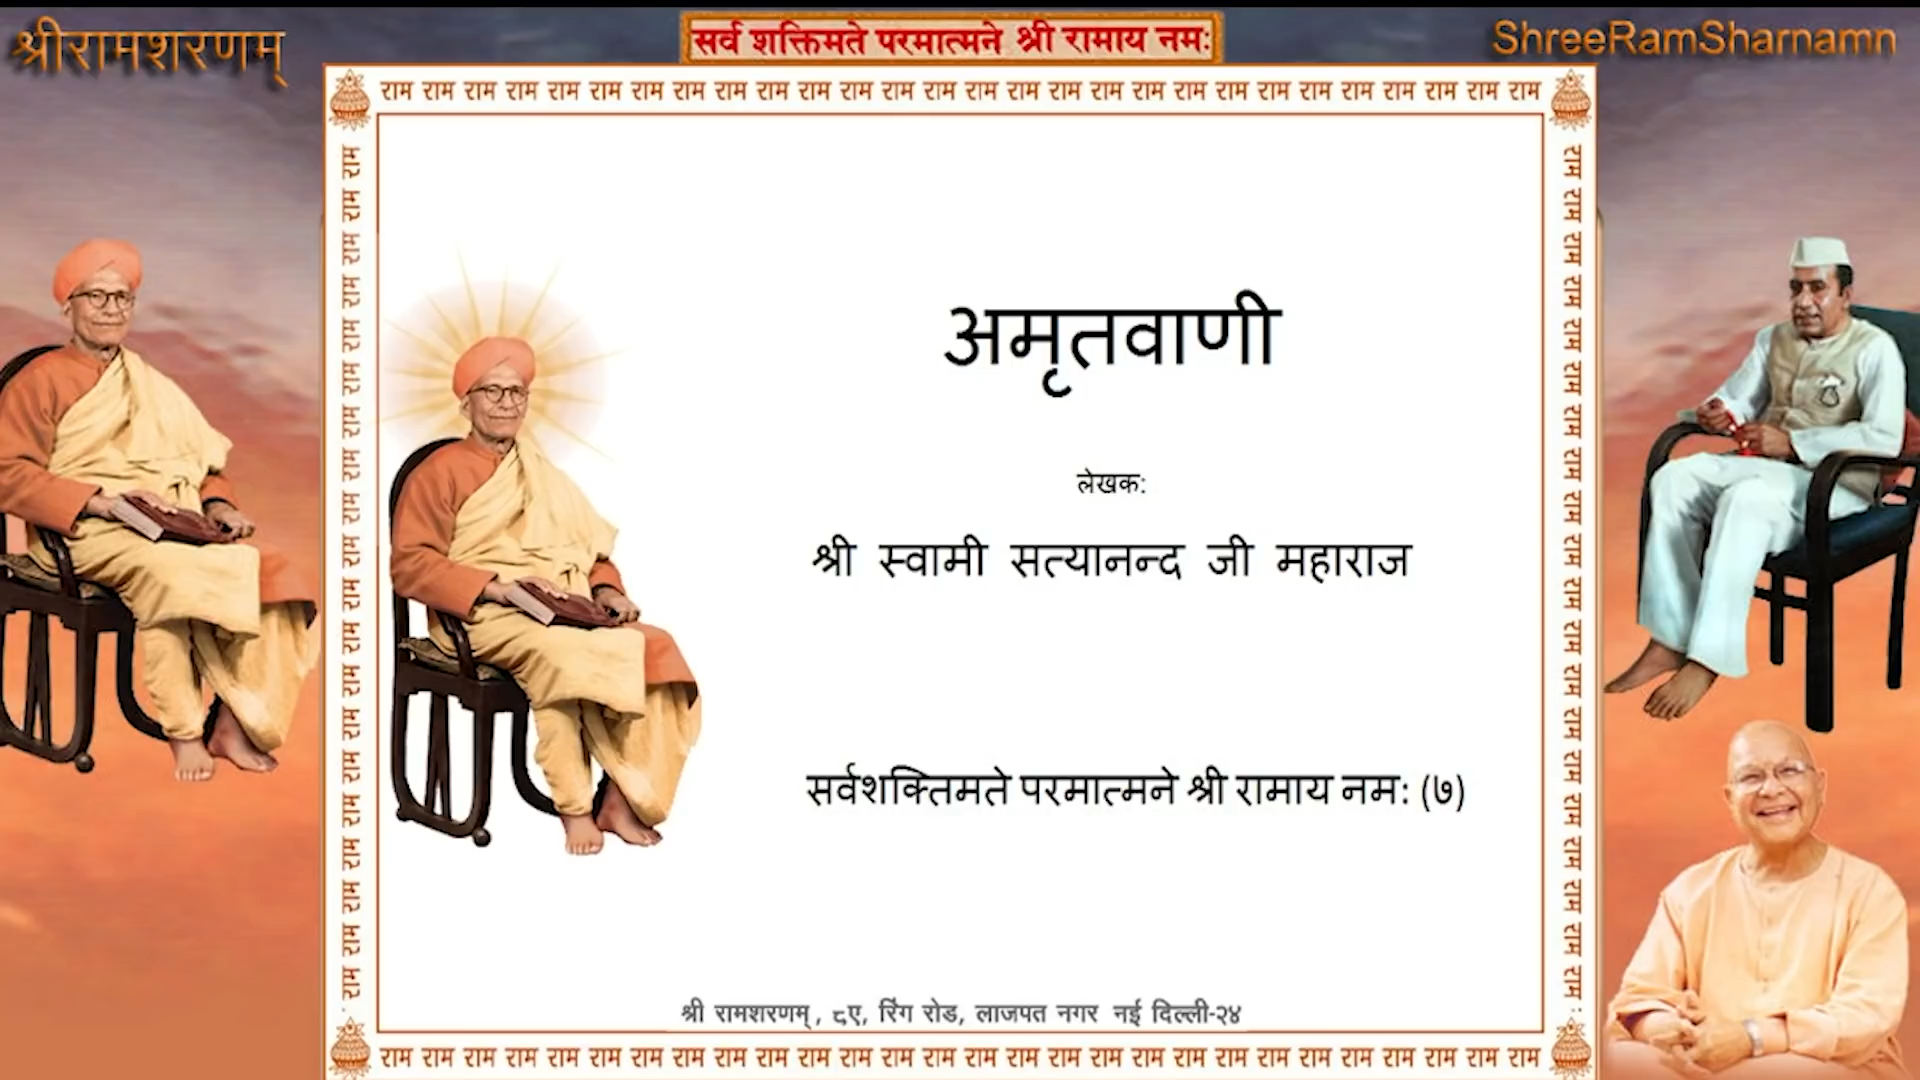 श्रीरामशरणम्
सर्व शक्तिमते परमात्मने श्री रामाय नमः
ShreeRamSharnamn
राम राम राम राम राम राम राम राम राम राम राम राम राम राम राम राम राम राम राम राम राम राम राम राम राम राम राम राम
राम राम राम राम राम राम राम राम राम राम राम राम राम राम राम राम राम राम राम राम
अमृतवाणी
लेखक:
श्री स्वामी सत्यानन्द जी महाराज
सर्वशक्तिमते परमात्मने श्री रामाय नमः (७)
श्री रामशरणम् , ८ए, रिंग रोड, लाजपत नगर नई दिल्ली-२४
राम राम राम राम राम राम राम राम राम राम राम राम राम राम राम राम राम राम राम राम
राम राम राम राम राम राम राम राम राम राम राम राम राम राम राम राम राम राम राम राम राम राम राम राम राम राम राम राम